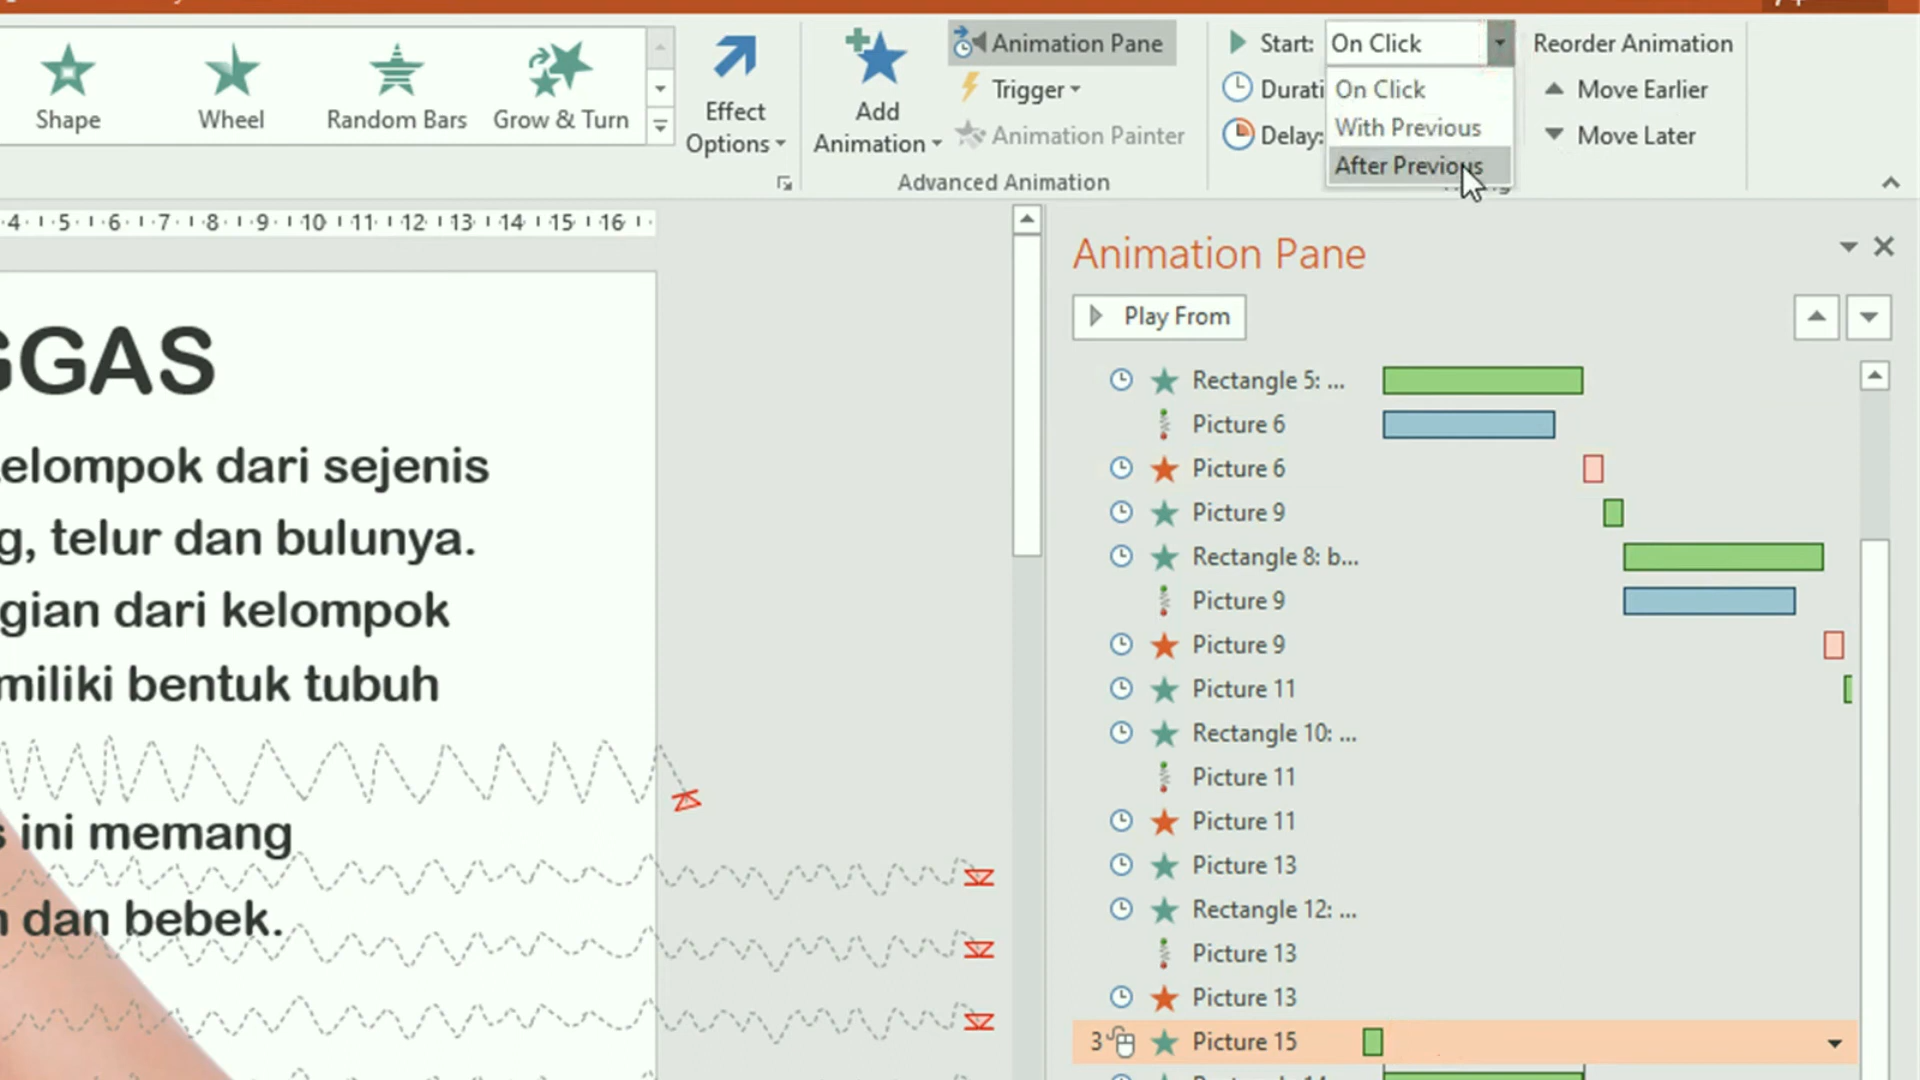 Shape
Wheel
Random Bars
Grow & Turn
Effect
Options
Add
Animation
Animation Pane
Trigger
Animation Painter
Advanced Animation
Start: On Click
Delay:
On Click
With Previous
After Previous
Reorder Animation
Move Earlier
Move Later
4 5 6 7 8 9 10 11 12 13 14 15 16
GGAS
elompok dari sejenis
g, telur dan bulunya.
gian dari kelompok
miliki bentuk tubuh
s ini memang
dan bebek.
Animation Pane
Play From
Rectangle 5: ...
Picture 6
Picture 6
Picture 9
Rectangle 8: b...
Picture 9
Picture 9
Picture 11
Rectangle 10: ...
Picture 11
Picture 11
Picture 13
Rectangle 12: ...
Picture 13
Picture 13
3 Picture 15